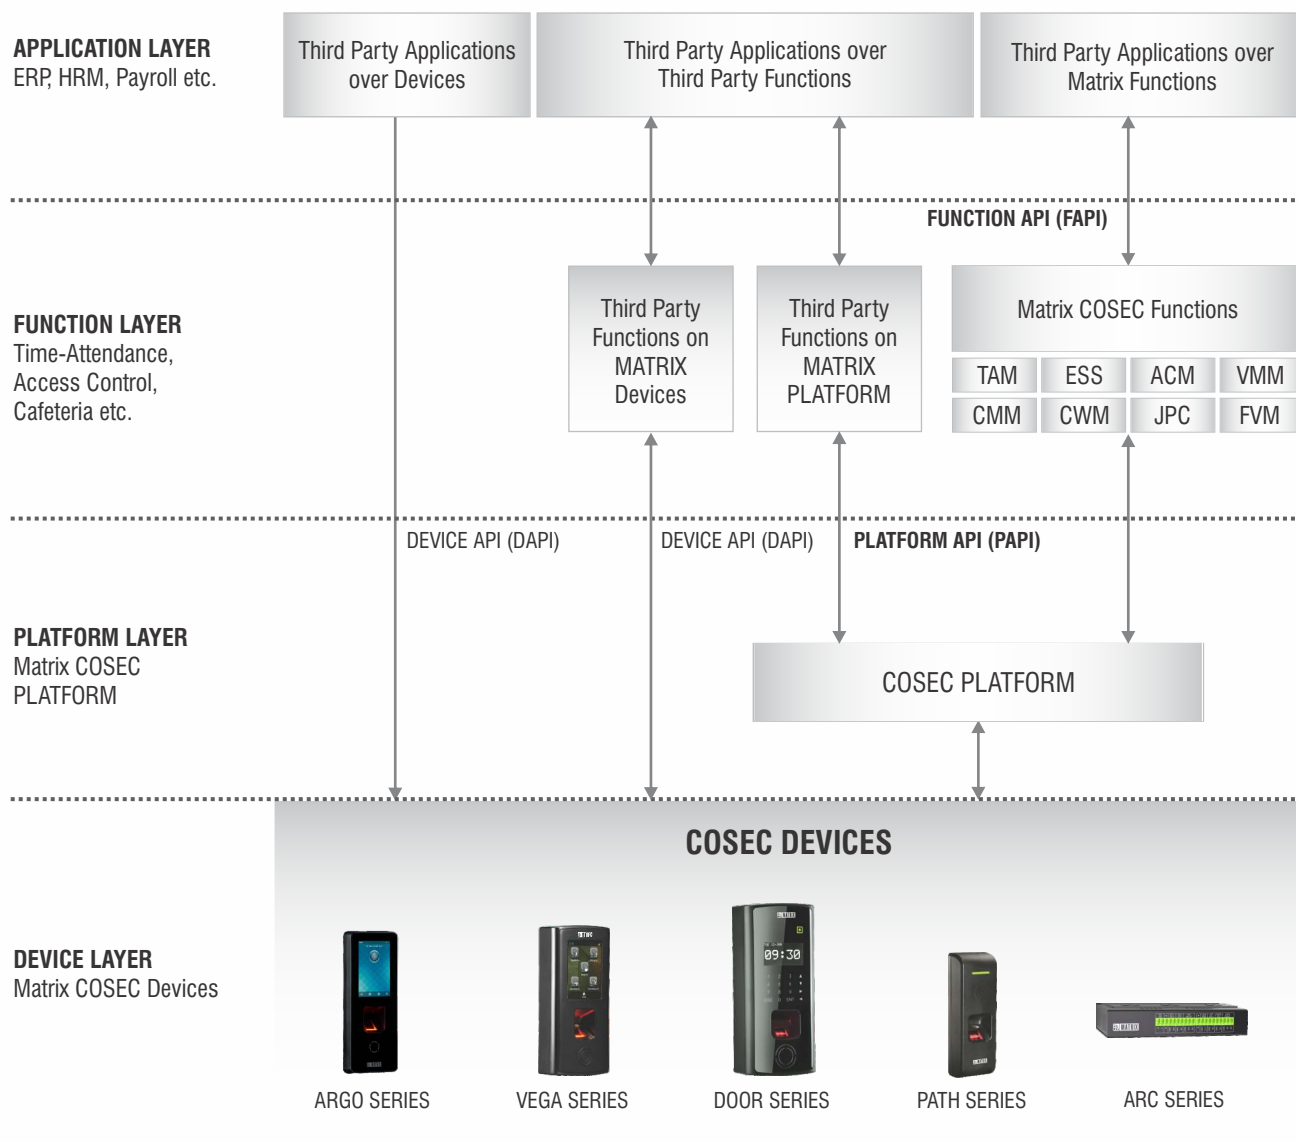 APPLICATION LAYER
ERP, HRM, Payroll etc.
Third Party Applications
over Devices
Third Party Applications over
Third Party Functions
Third Party Applications over
Matrix Functions
FUNCTION API (FAPI)
FUNCTION LAYER
Time-Attendance,
Access Control,
Cafeteria etc.
Third Party
Functions on
MATRIX
Devices
Third Party
Functions on
MATRIX
PLATFORM
Matrix COSEC Functions
TAM ESS ACM VMM
CMM CWM JPC FVM
DEVICE API (DAPI)
DEVICE API (DAPI)
PLATFORM API (PAPI)
PLATFORM LAYER
Matrix COSEC
PLATFORM
COSEC PLATFORM
COSEC DEVICES
DEVICE LAYER
Matrix COSEC Devices
09:30
ARGO SERIES
VEGA SERIES
DOOR SERIES
PATH SERIES
ARC SERIES